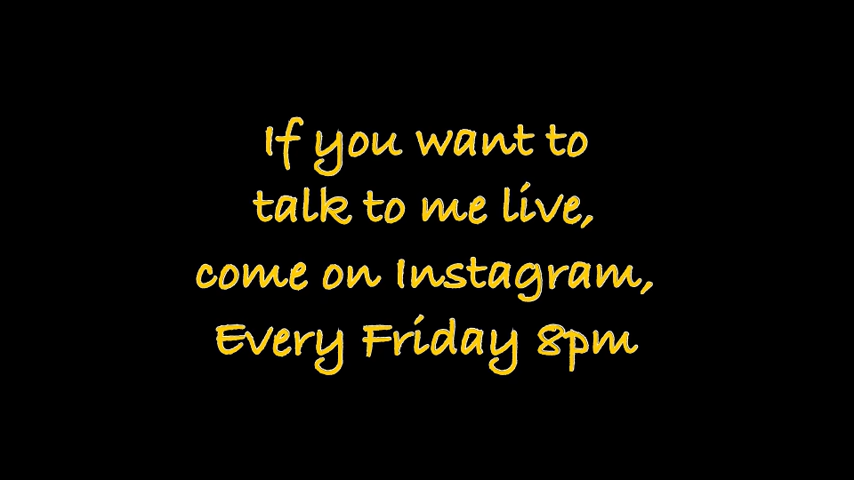 If you want to
talk to me live,
come on Instagram,
Every Friday 8pm